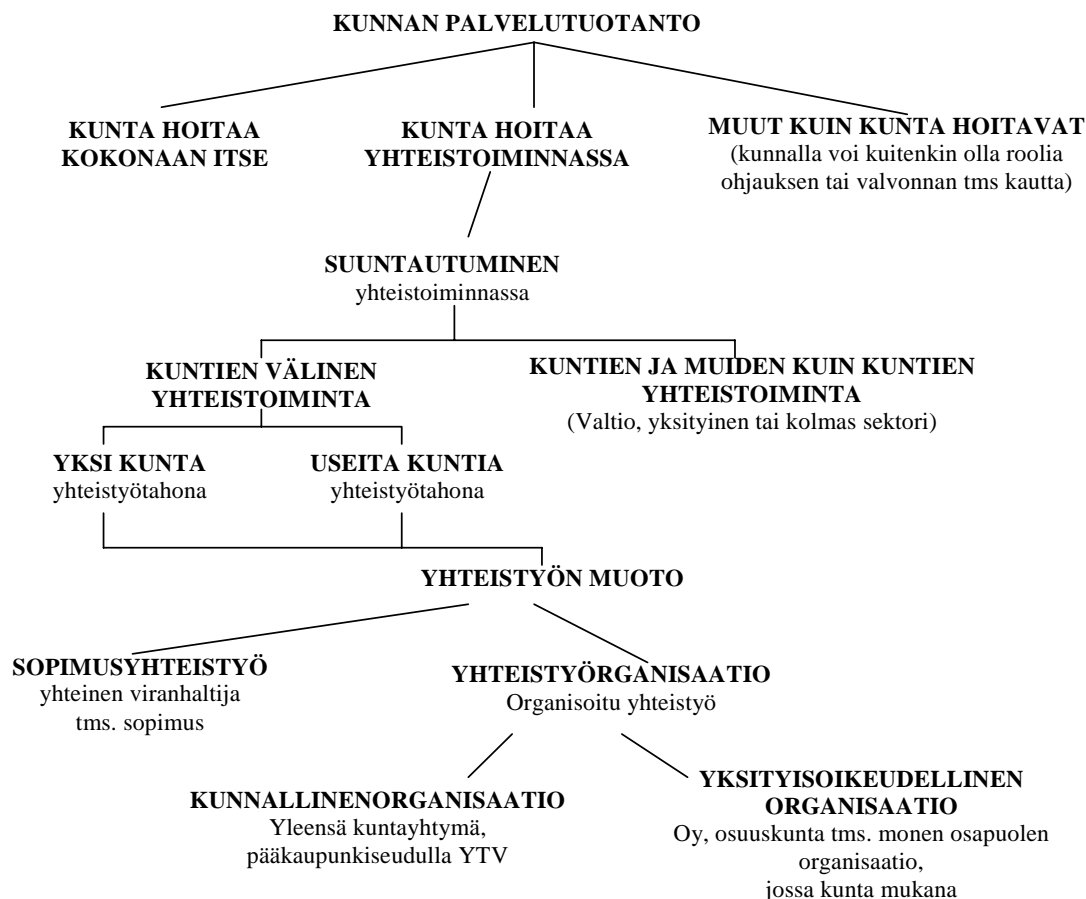 KUNNAN PALVELUTUOTANTO
KUNTA HOITAA
KOKONAAN ITSE
KUNTA HOITAA
YHTEISTOIMINNASSA
MUUT KUIN KUNTA HOITAVAT
(kunnalla voi kuitenkin olla roolia
ohjauksen tai valvonnan tms kautta)
SUUNTAUTUMINEN
yhteistoiminnassa
KUNTIEN VÄLINEN
YHTEISTOIMINTA
KUNTIEN JA MUIDEN KUIN KUNTIEN
YHTEISTOIMINTA
(Valtio, yksityinen tai kolmas sektori)
YKSI KUNTA
yhteistyötahona
USEITA KUNTIA
yhteistyötahona
YHTEISTYÖN MUOTO
SOPIMUSYHTEISTYÖ
yhteinen viranhaltija
tms. sopimus
YHTEISTYÖRGANISAATIO
Organisoitu yhteistyö
KUNNALLINENORGANISAATIO
Yleensä kuntayhtymä,
pääkaupunkiseudulla YTV
YKSITYISOIKEUDELLINEN
ORGANISAATIO
Oy, osuuskunta tms. monen osapuolen
organisaatio,
jossa kunta mukana